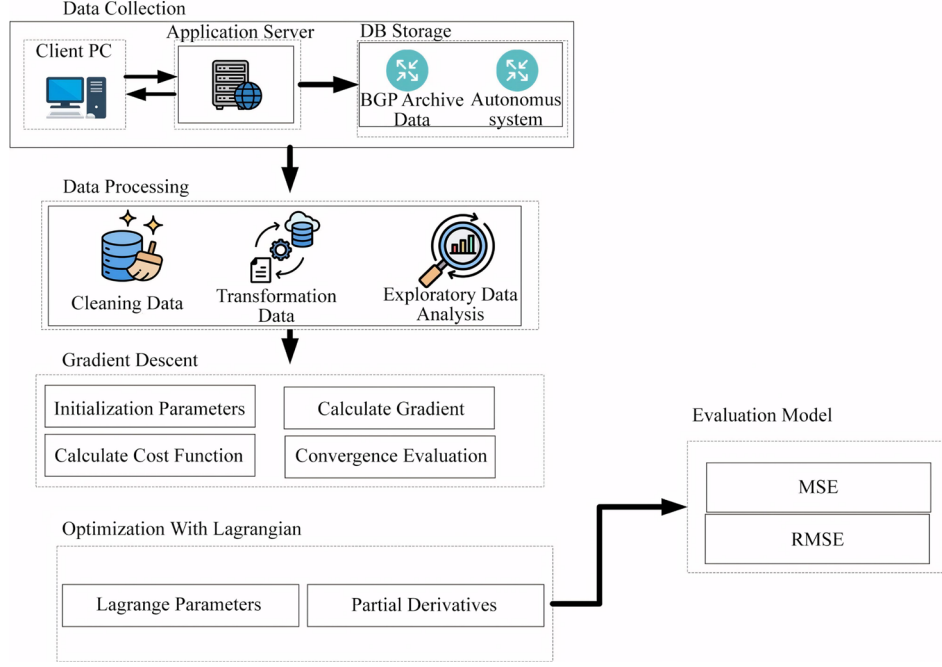 Data Collection
Client PC
Application Server
DB Storage
BGP Archive
Data
Autonomus
system
Data Processing
Cleaning Data
Transformation
Data
Exploratory Data
Analysis
Gradient Descent
Initialization Parameters
Calculate Gradient
Calculate Cost Function
Convergence Evaluation
Optimization With Lagrangian
Lagrange Parameters
Partial Derivatives
Evaluation Model
MSE
RMSE